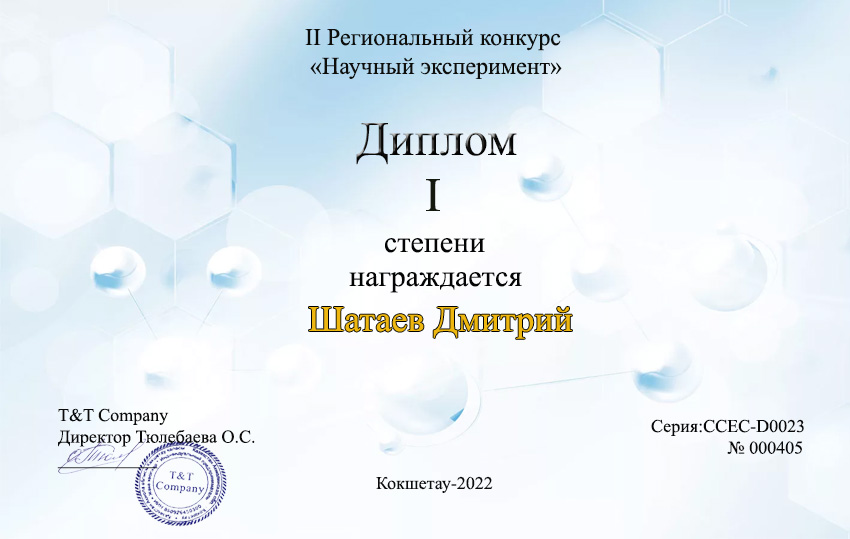 II Региональный конкурс
«Научный эксперимент»
Диплом
I
степени
награждается
Шатаев Дмитрий
T&T Company
Директор Тюлебаева О.С.
T&T
Company
Серия:ССЕС-D0023
№ 000405
Кокшетау-2022